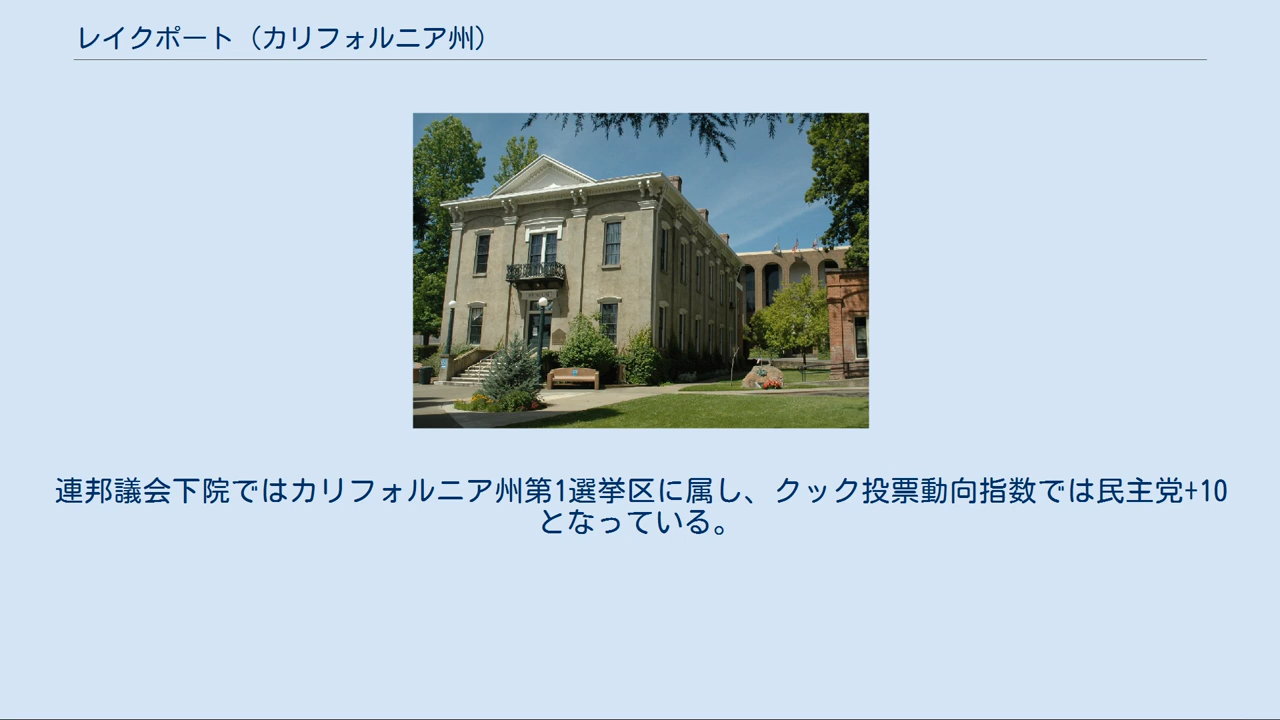 レイクポート（カリフォルニア州）
連邦議会下院ではカリフォルニア州第1選挙区に属し、クック投票動向指数では民主党+10
となっている。